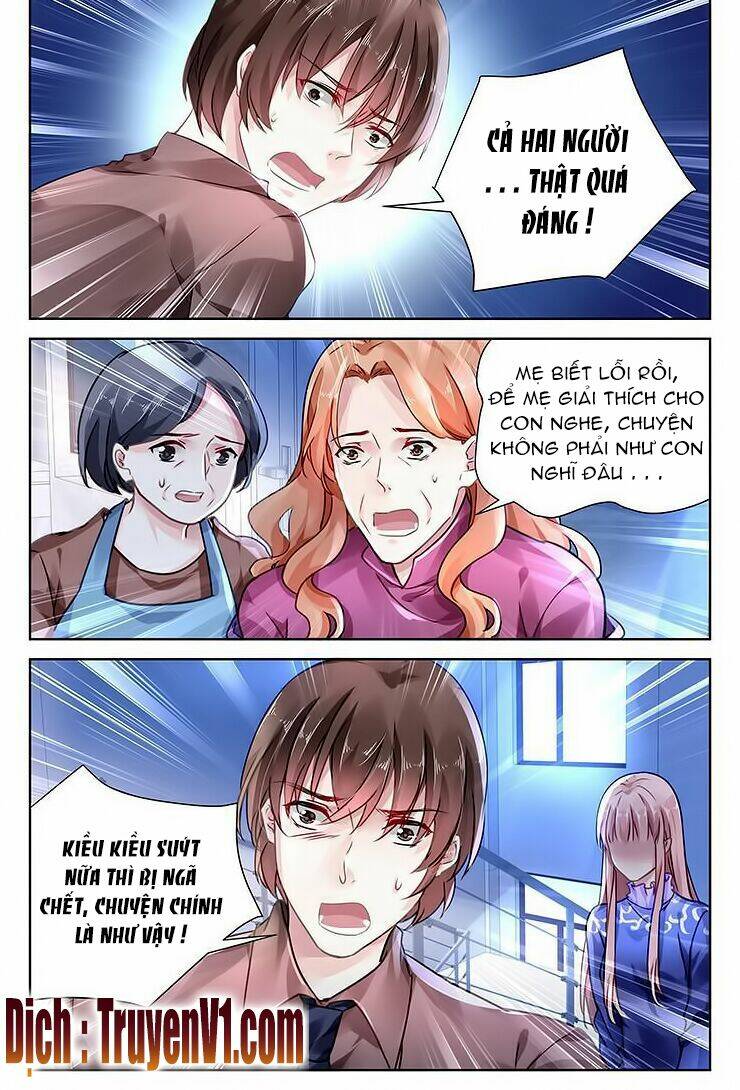 CẢ HAI NGƯỜI
. . . THẬT QUÁ
ĐÁNG !
MẸ BIẾT LỖI RỒI,
ĐỂ MẸ GIẢI THÍCH CHO
CON NGHE, CHUYỆN
KHÔNG PHẢI NHƯ CON
NGHĨ ĐÂU . . .
KIỀU KIỀU SUÝT
NỮA THÌ BỊ NGÃ
CHẾT, CHUYỆN CHÍNH
LÀ NHƯ VẬY !
Dịch : TruyenV1.com